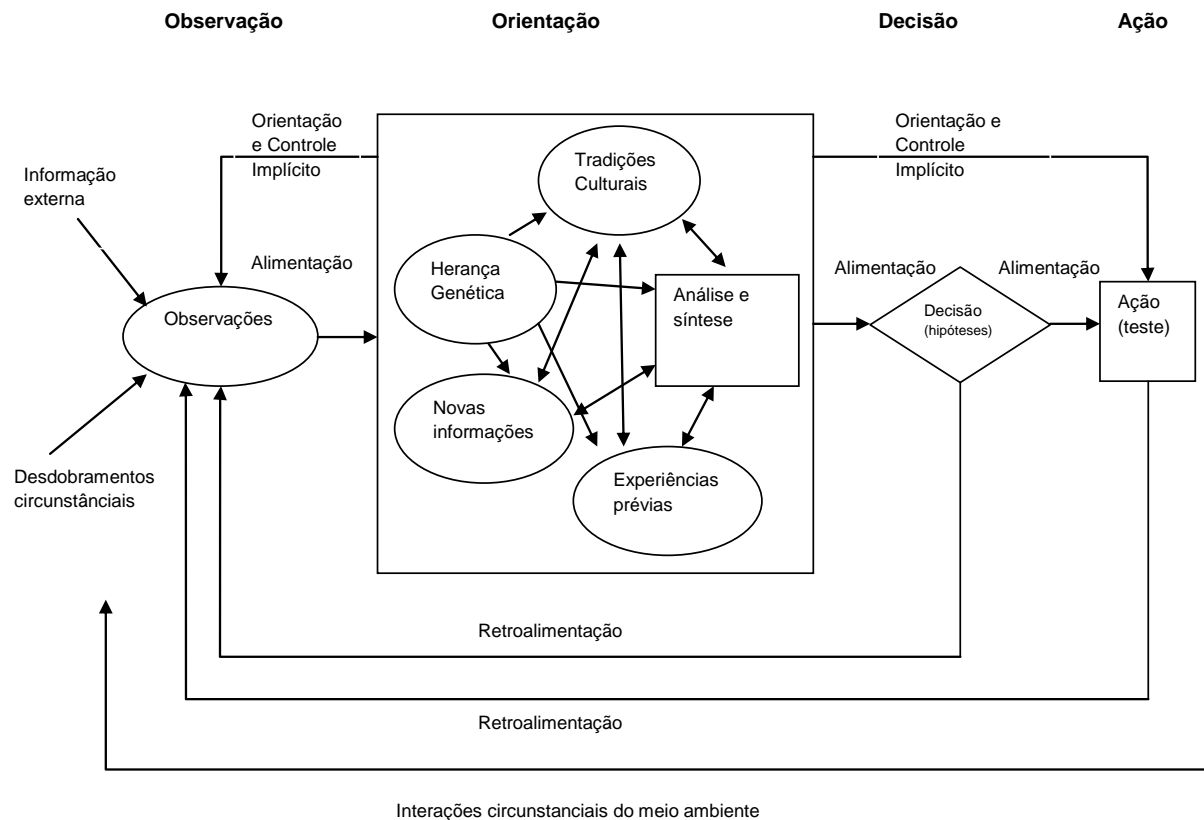 Observação
Orientação
Decisão
Ação
Orientação
e Controle
Implícito
Orientação e
Controle
Implícito
Tradições
Culturais
Informação
externa
Alimentação
Herança
Genética
Alimentação
Alimentação
Análise e
síntese
Observações
Decisão
(hipóteses)
Ação
(teste)
Novas
informações
Desdobramentos
circunstânciais
Experiências
prévias
Retroalimentação
Retroalimentação
Interações circunstanciais do meio ambiente